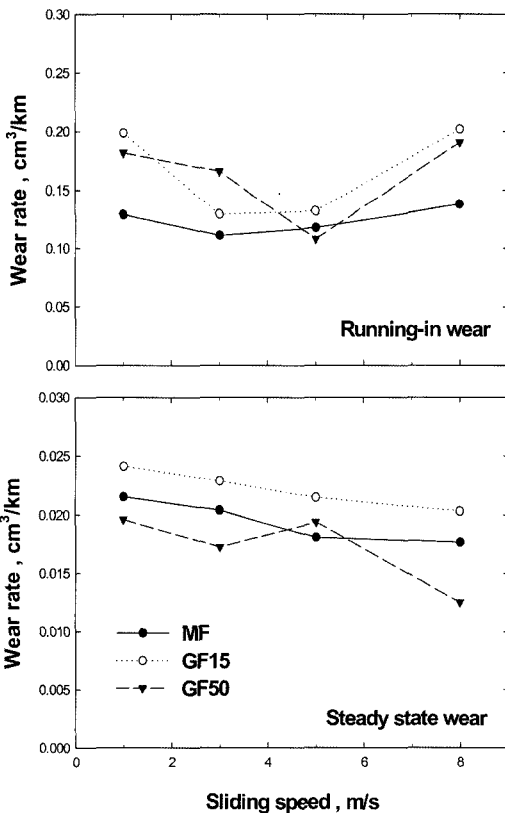 0.30
0.25
0.20
0.15
0.10
0.05
0.00
Wear rate , cm³/km
Running-in wear
0.030
0.025
0.020
0.015
0.010
0.005
0.000
Wear rate , cm³/km
MF
GF15
GF50
Steady state wear
0 2 4 6 8
Sliding speed , m/s